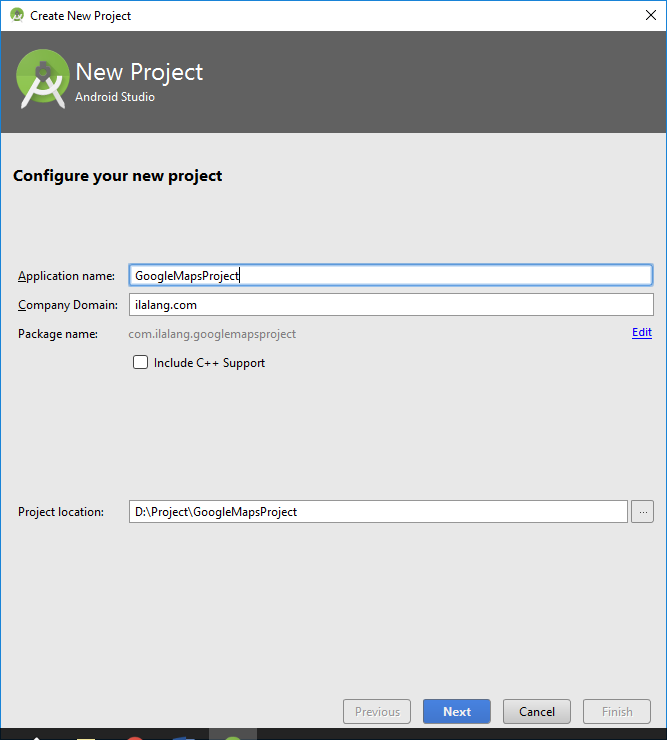 Create New Project
New Project
Android Studio
Configure your new project
Application name: GoogleMapsProject
Company Domain: ilalang.com
Package name: com.ilalang.googlemapsproject Edit
Include C++ Support
Project location: D:\Project\GoogleMapsProject ...
Previous Next Cancel Finish